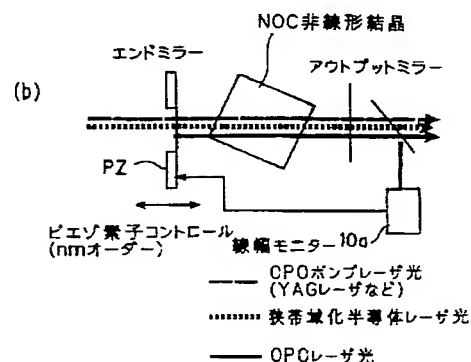 NOC非線形結晶
エンドミラー
アウトプットミラー
(b)
PZ
ピエゾ素子コントロール
(nmオーダー)
線幅モニター 10a
OPOポンプレーザ光
(YAGレーザなど)
狭帯域化半導体レーザ光
OPOレーザ光